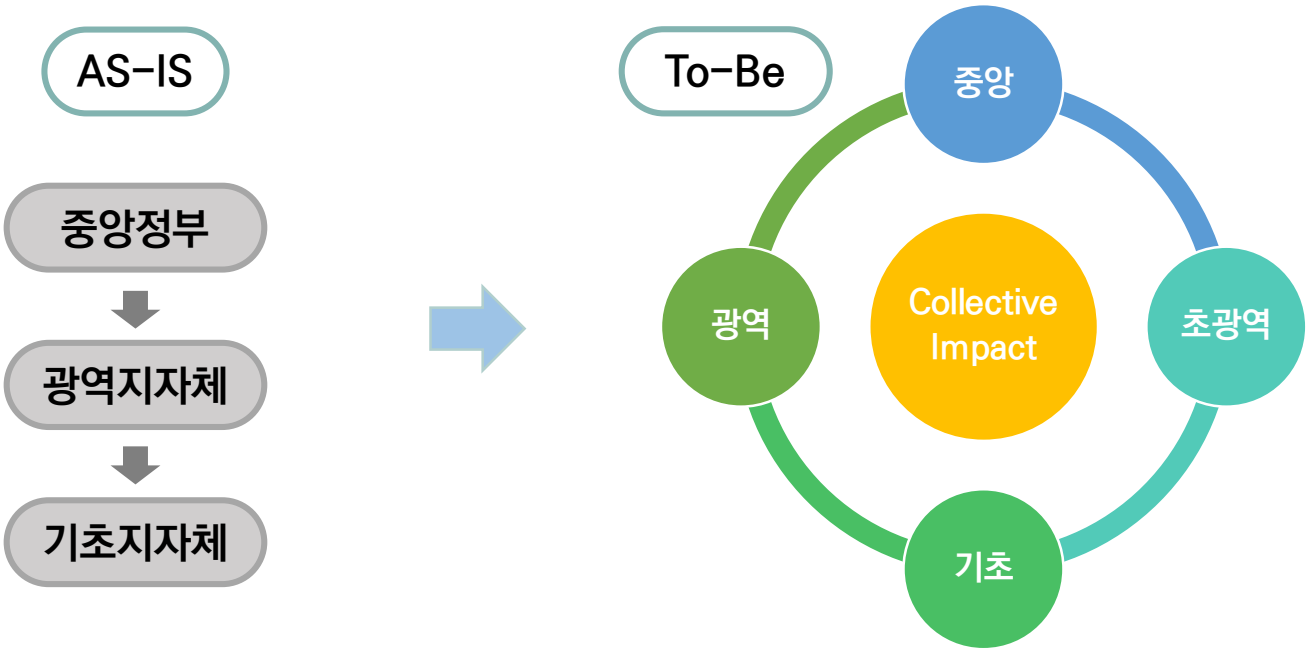 AS-IS
중앙정부
광역지자체
기초지자체
To-Be
중앙
광역
Collective
Impact
초광역
기초